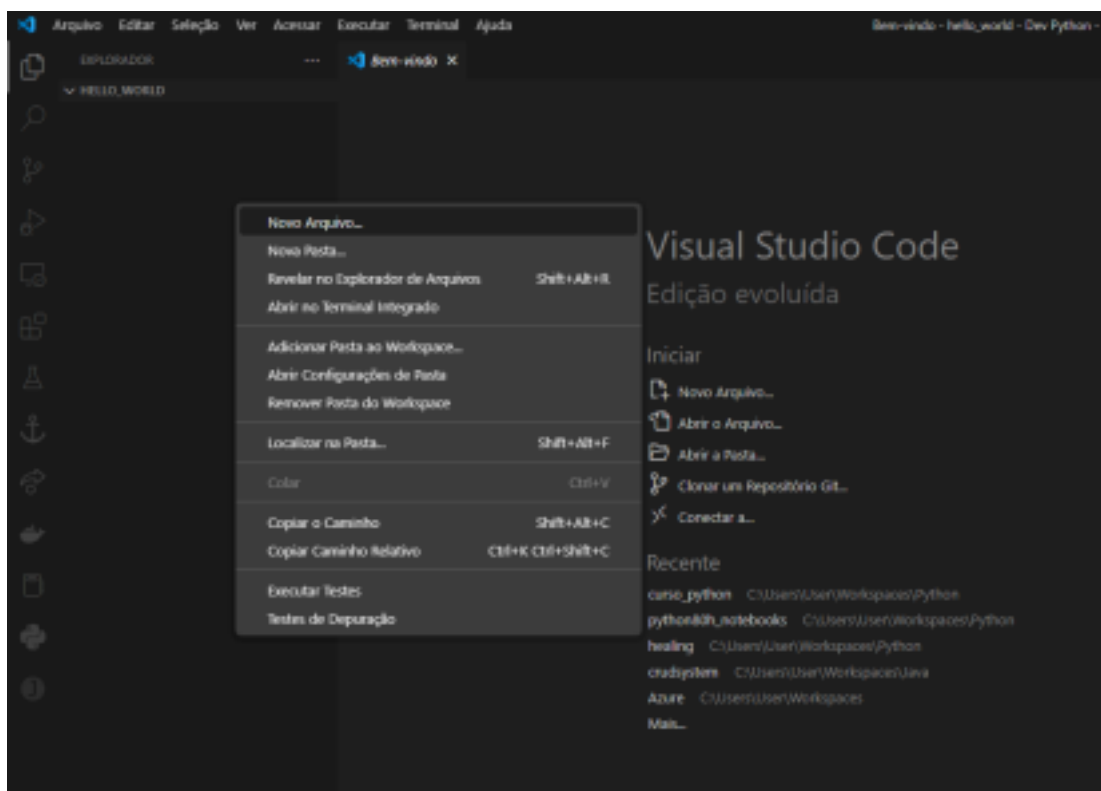 Arquivo Editar Seleção Ver Acessar Executar Terminal Ajuda
Bem-vindo - hello_world - Dev Python -
EXPLORADOR
Bem-vindo
HELLO_WORLD
Novo Arquivo...
Nova Pasta...
Revelar no Explorador de Arquivos Shift+Alt+R
Abrir no Terminal Integrado
Adicionar Pasta ao Workspace...
Abrir Configurações de Pasta
Remover Pasta do Workspace
Localizar na Pasta... Shift+Alt+F
Colar Ctrl+V
Copiar o Caminho Shift+Alt+C
Copiar Caminho Relativo Ctrl+K Ctrl+Shift+C
Executar Testes
Testes de Depuração
Visual Studio Code
Edição evoluída
Iniciar
Novo Arquivo...
Abrir o Arquivo...
Abrir a Pasta...
Clonar um Repositório Git...
Conectar a...
Recente
curso_python C:\Users\User\Workspaces\Python
python80h_notebooks C:\Users\User\Workspaces\Python
healing C:\Users\User\Workspaces\Python
crudsystem C:\Users\User\Workspaces\Java
Azure C:\Users\User\Workspaces
Mais...